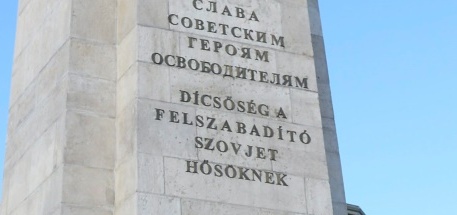 СЛАВА
СОВЕТСКИМ
ГЕРОЯМ
ОСВОБОДИТЕЛЯМ
DICSŐSÉG A
FELSZABADÍTÓ
SZOVJET
HŐSÖKNEK